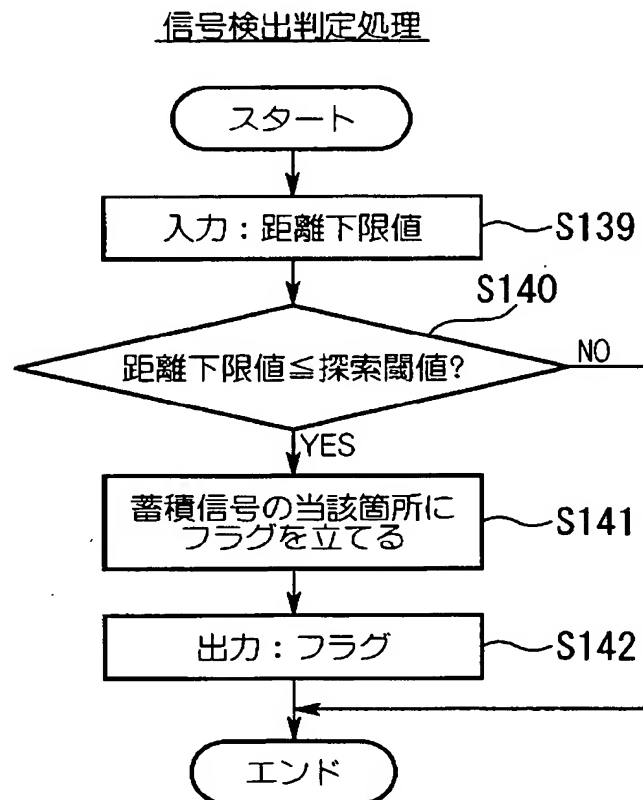 信号検出判定処理
スタート
入力：距離下限値
S139
S140
距離下限値≦探索閾値?
NO
YES
蓄積信号の当該箇所に
フラグを立てる
S141
出力：フラグ
S142
エンド